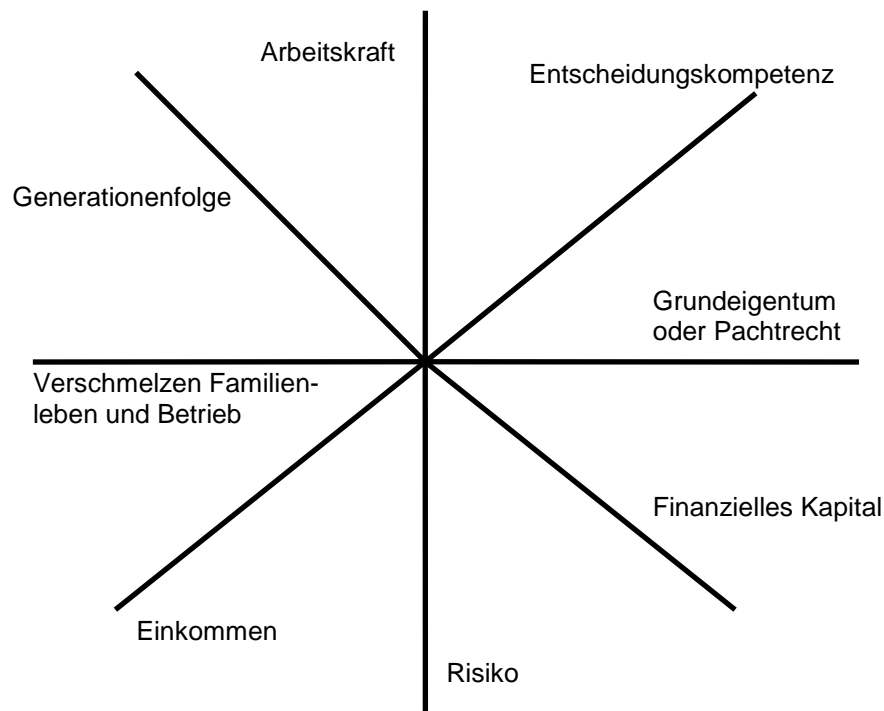 Arbeitskraft
Entscheidungskompetenz
Generationenfolge
Grundeigentum
oder Pachtrecht
Verschmelzen Familien-
leben und Betrieb
Finanzielles Kapital
Einkommen
Risiko